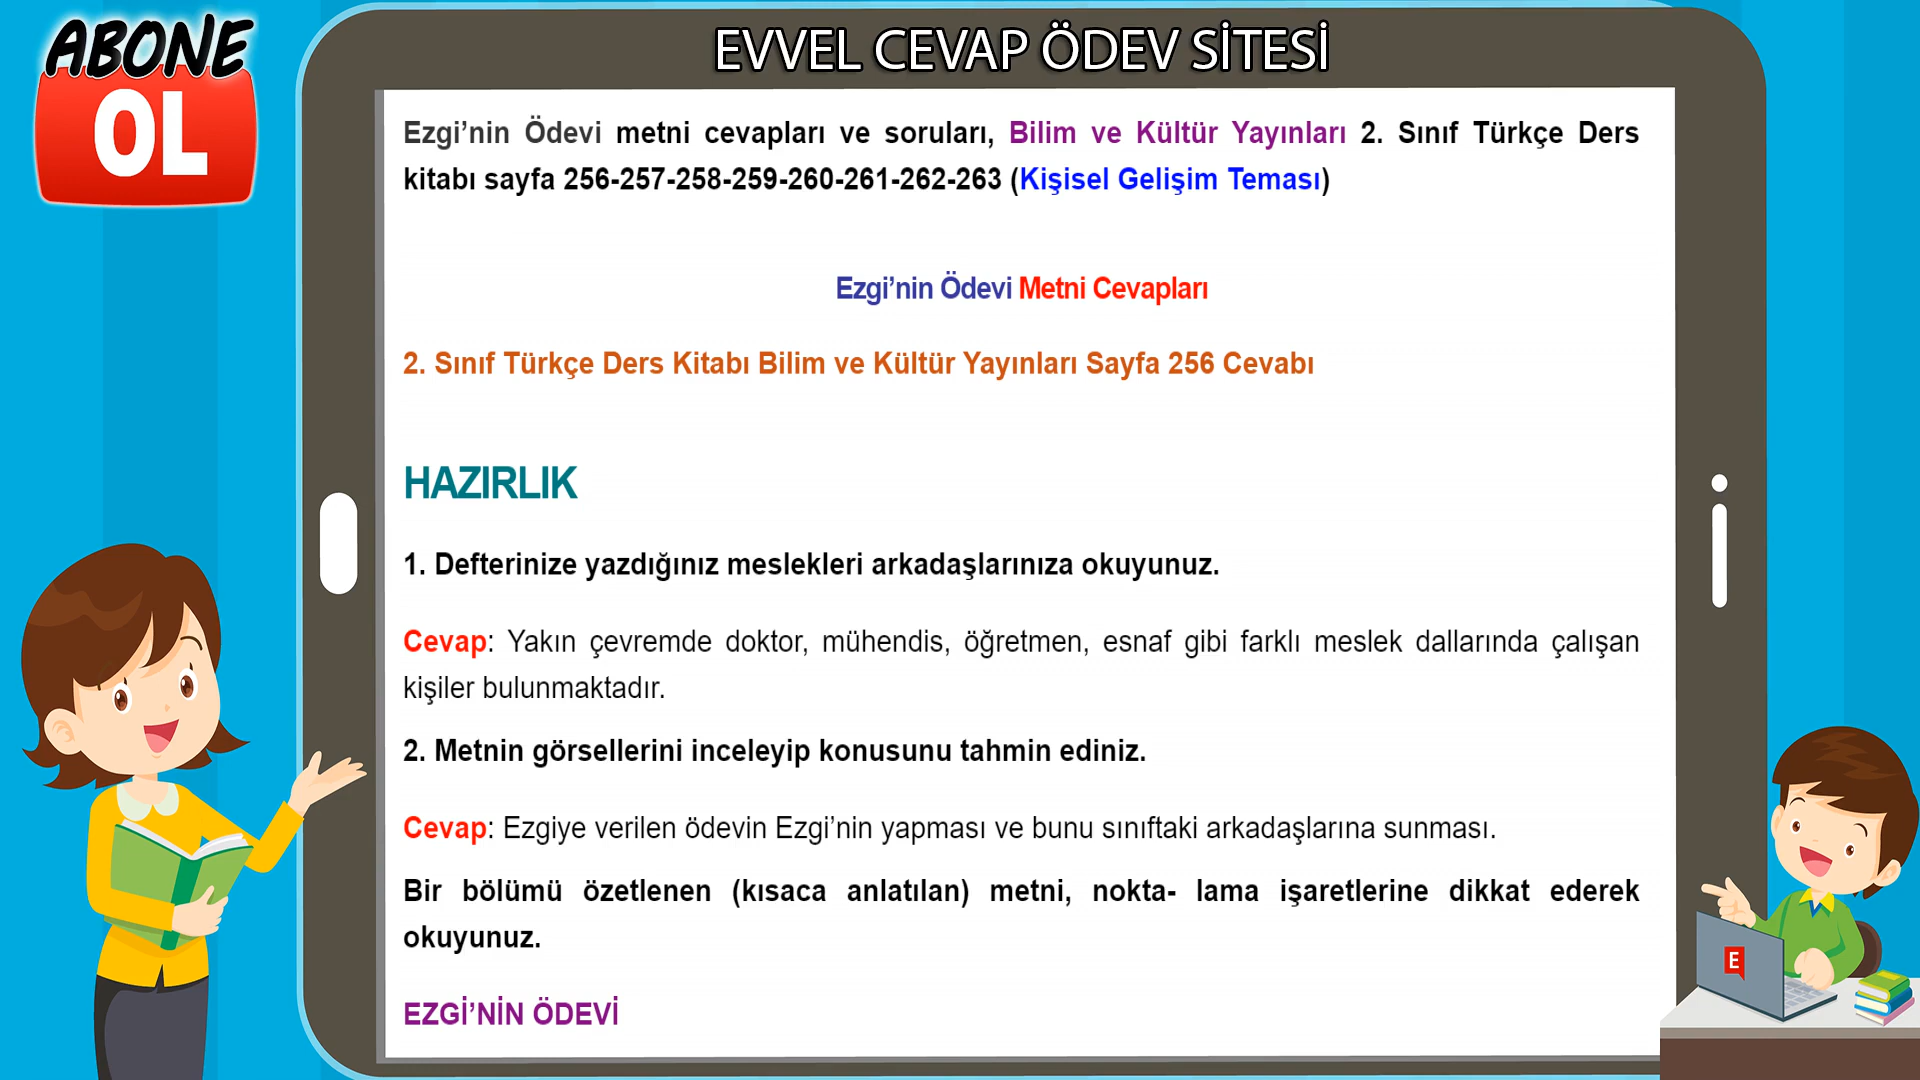 ABONE
OL
EVVEL CEVAP ÖDEV SİTESİ
Ezgi’nin Ödevi metni cevapları ve soruları, Bilim ve Kültür Yayınları 2. Sınıf Türkçe Ders
kitabı sayfa 256-257-258-259-260-261-262-263 (Kişisel Gelişim Teması)
Ezgi’nin Ödevi Metni Cevapları
2. Sınıf Türkçe Ders Kitabı Bilim ve Kültür Yayınları Sayfa 256 Cevabı
HAZIRLIK
1. Defterinize yazdığınız meslekleri arkadaşlarınıza okuyunuz.
Cevap: Yakın çevremde doktor, mühendis, öğretmen, esnaf gibi farklı meslek dallarında çalışan
kişiler bulunmaktadır.
2. Metnin görsellerini inceleyip konusunu tahmin ediniz.
Cevap: Ezgiye verilen ödevin Ezgi’nin yapması ve bunu sınıftaki arkadaşlarına sunması.
Bir bölümü özetlenen (kısaca anlatılan) metni, nokta- lama işaretlerine dikkat ederek
okuyunuz.
EZGİ’NİN ÖDEVİ
E